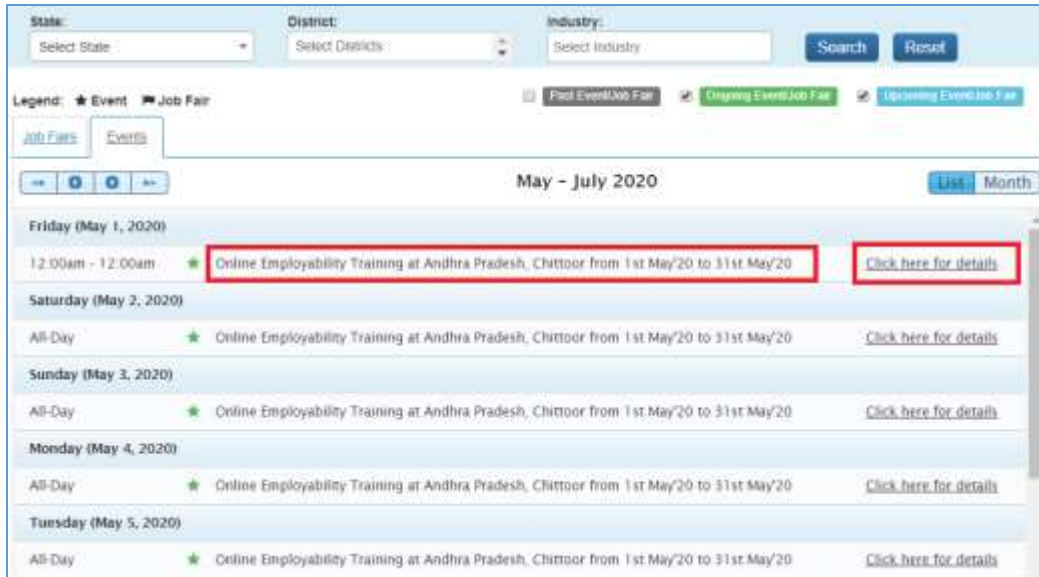 State: District: Industry:
Select State Select Districts Select Industry Search Reset
Legend: Event Job Fair Past Event/Job Fair Ongoing Event/Job Fair Upcoming Event/Job Fair
Job Fairs Events
May - July 2020 List Month
Friday (May 1, 2020)
12:00am - 12:00am Online Employability Training at Andhra Pradesh, Chittoor from 1st May'20 to 31st May'20 Click here for details
Saturday (May 2, 2020)
All-Day Online Employability Training at Andhra Pradesh, Chittoor from 1st May'20 to 31st May'20 Click here for details
Sunday (May 3, 2020)
All-Day Online Employability Training at Andhra Pradesh, Chittoor from 1st May'20 to 31st May'20 Click here for details
Monday (May 4, 2020)
All-Day Online Employability Training at Andhra Pradesh, Chittoor from 1st May'20 to 31st May'20 Click here for details
Tuesday (May 5, 2020)
All-Day Online Employability Training at Andhra Pradesh, Chittoor from 1st May'20 to 31st May'20 Click here for details